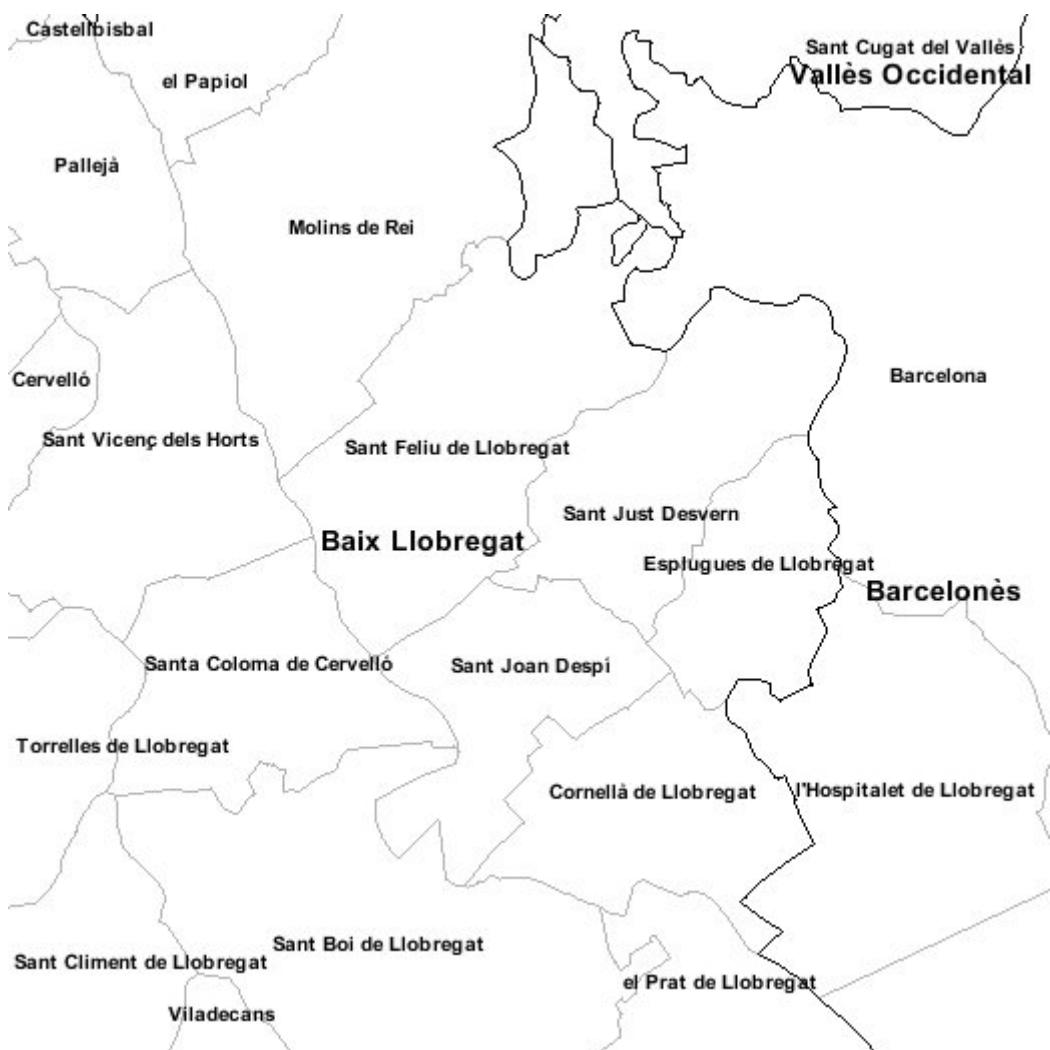 Castellbisbal
Sant Cugat del Vallès
Vallès Occidental
el Papiol
Pallejà
Molins de Rei
Cervelló
Barcelona
Sant Vicenç dels Horts
Sant Feliu de Llobregat
Sant Just Desvern
Baix Llobregat
Esplugues de Llobregat
Barcelonès
Santa Coloma de Cervelló
Sant Joan Despí
Torrelles de Llobregat
Cornellà de Llobregat
l'Hospitalet de Llobregat
Sant Boi de Llobregat
Sant Climent de Llobregat
el Prat de Llobregat
Viladecans